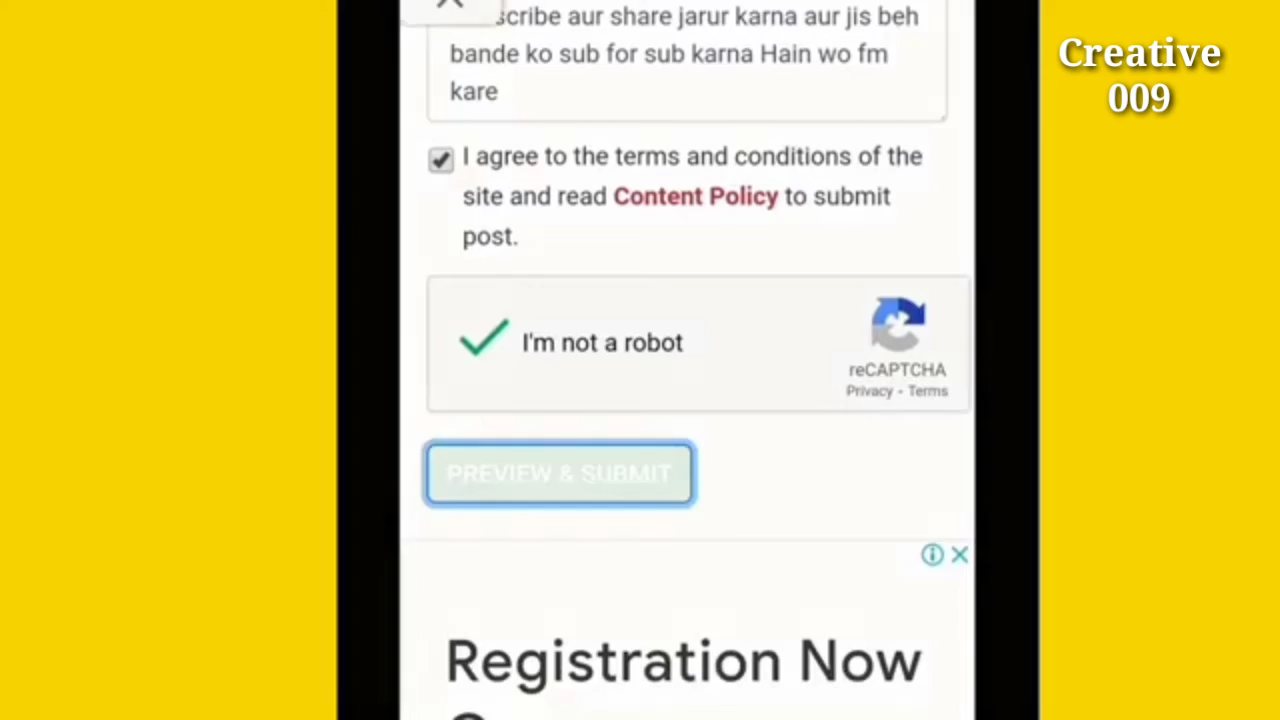 scribe aur share jarur karna aur jis beh
bande ko sub for sub karna Hain wo fm
kare
I agree to the terms and conditions of the
site and read Content Policy to submit
post.
I'm not a robot
reCAPTCHA
Privacy - Terms
PREVIEW & SUBMIT
Registration Now
Creative
009